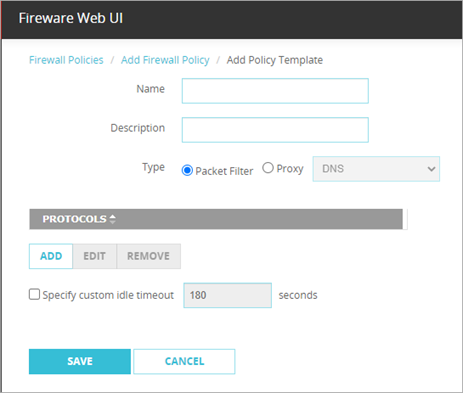 Fireware Web UI
Firewall Policies / Add Firewall Policy / Add Policy Template
Name
Description
Type Packet Filter Proxy DNS
PROTOCOLS
ADD EDIT REMOVE
Specify custom idle timeout 180 seconds
SAVE CANCEL